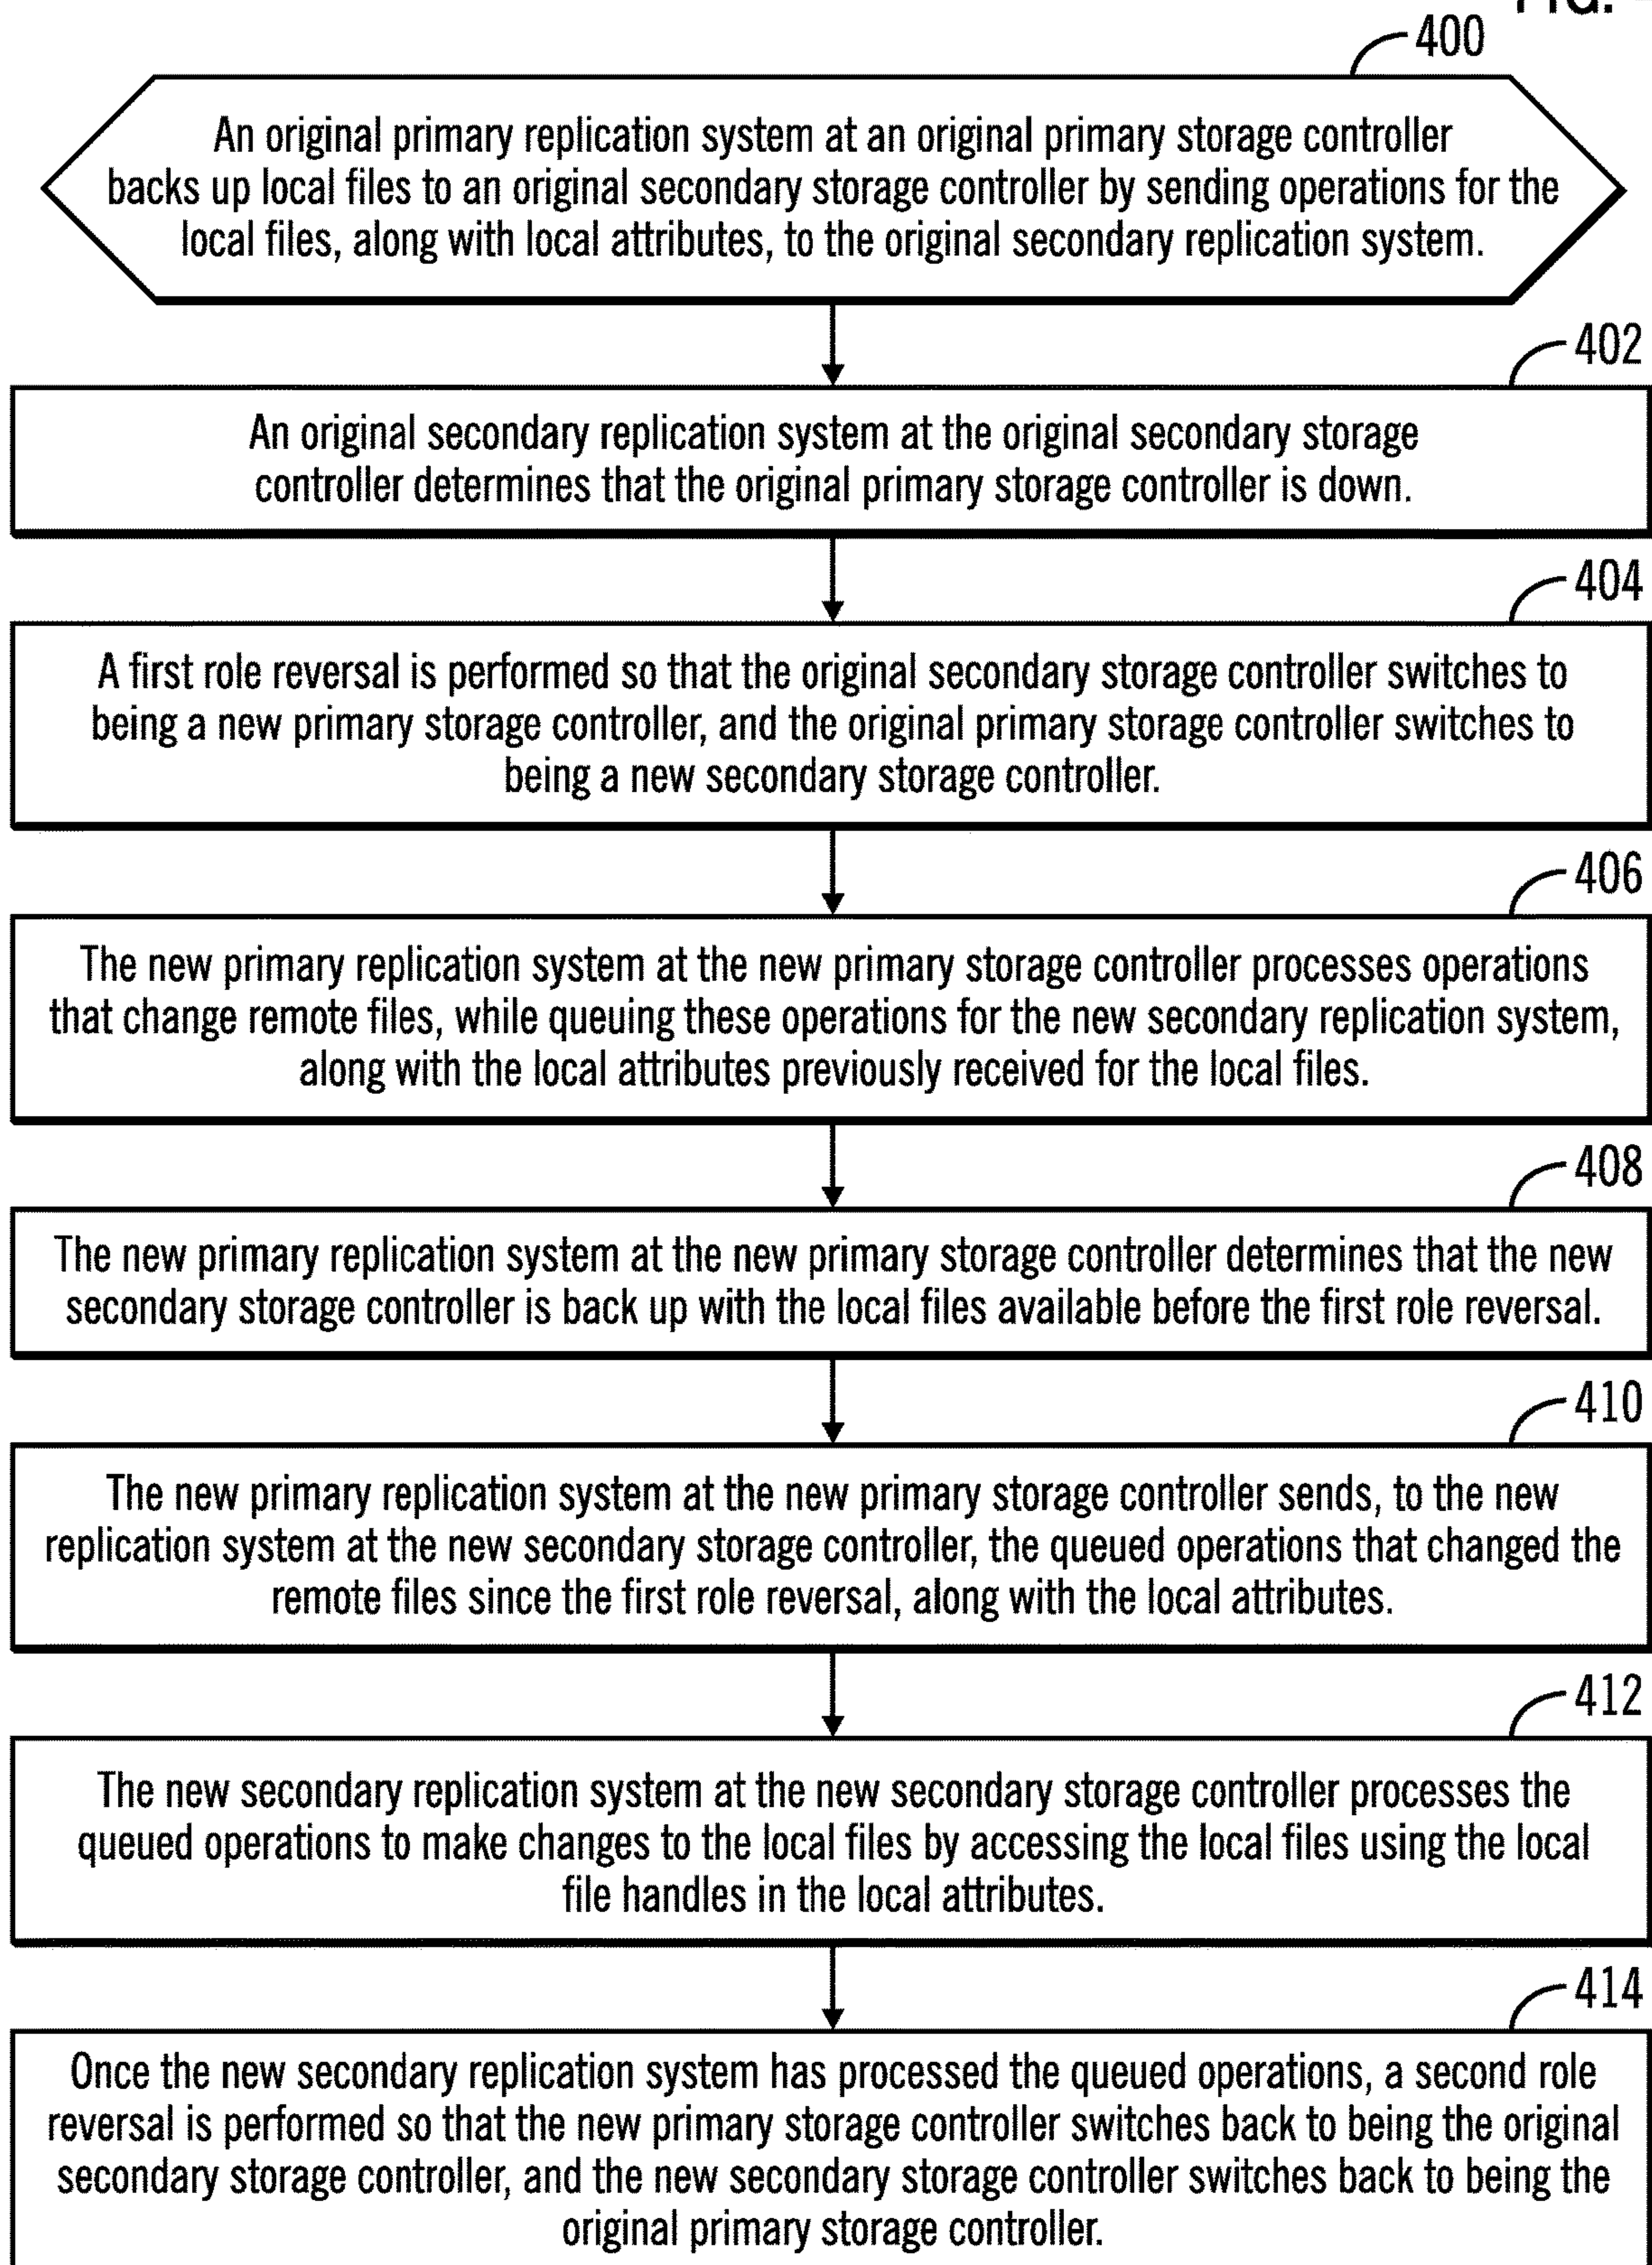 FIG.
400
An original primary replication system at an original primary storage controller
backs up local files to an original secondary storage controller by sending operations for the
local files, along with local attributes, to the original secondary replication system.
402
An original secondary replication system at the original secondary storage
controller determines that the original primary storage controller is down.
404
A first role reversal is performed so that the original secondary storage controller switches to
being a new primary storage controller, and the original primary storage controller switches to
being a new secondary storage controller.
406
The new primary replication system at the new primary storage controller processes operations
that change remote files, while queuing these operations for the new secondary replication system,
along with the local attributes previously received for the local files.
408
The new primary replication system at the new primary storage controller determines that the new
secondary storage controller is back up with the local files available before the first role reversal.
410
The new primary replication system at the new primary storage controller sends, to the new
replication system at the new secondary storage controller, the queued operations that changed the
remote files since the first role reversal, along with the local attributes.
412
The new secondary replication system at the new secondary storage controller processes the
queued operations to make changes to the local files by accessing the local files using the local
file handles in the local attributes.
414
Once the new secondary replication system has processed the queued operations, a second role
reversal is performed so that the new primary storage controller switches back to being the original
secondary storage controller, and the new secondary storage controller switches back to being the
original primary storage controller.